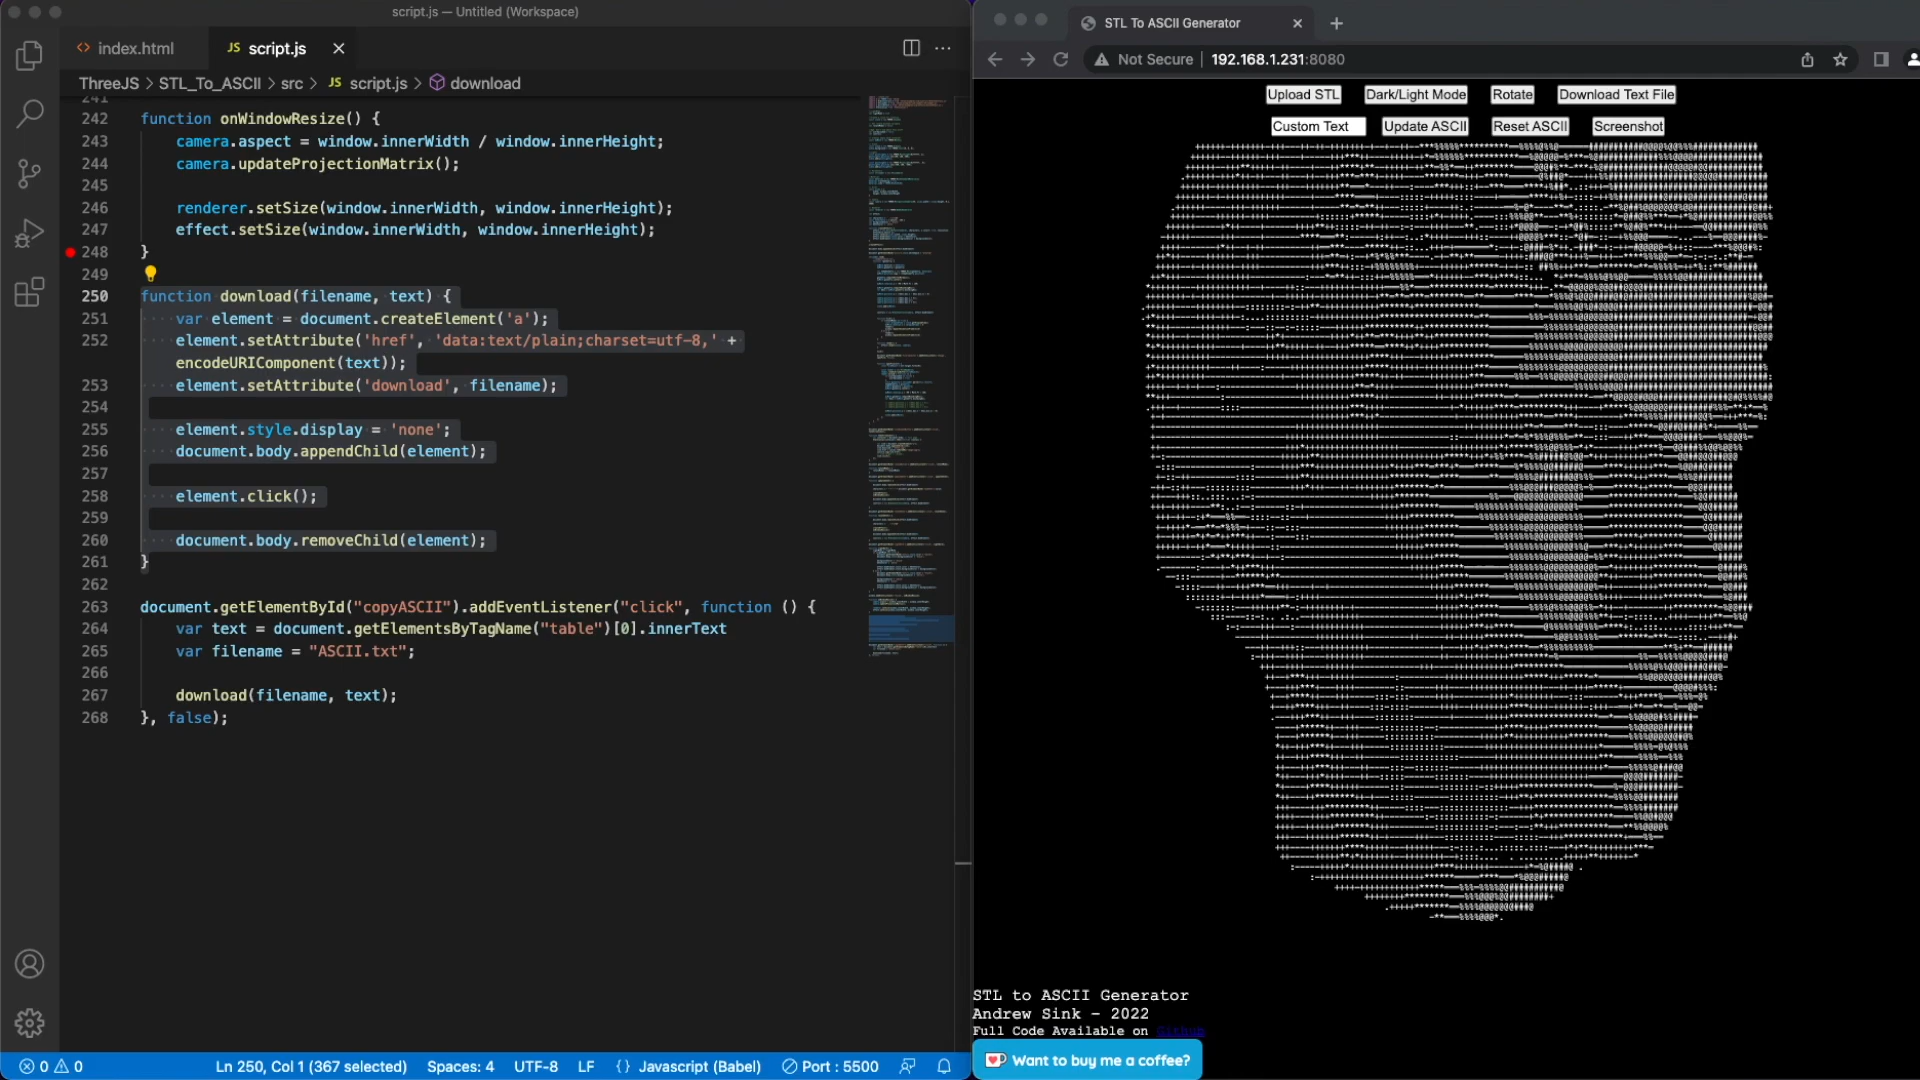 script.js — Untitled (Workspace)
index.html
JS script.js
ThreeJS > STL_To_ASCII > src > JS script.js > download
241
242 function onWindowResize() {
243 camera.aspect = window.innerWidth / window.innerHeight;
244 camera.updateProjectionMatrix();
245
246 renderer.setSize(window.innerWidth, window.innerHeight);
247 effect.setSize(window.innerWidth, window.innerHeight);
248 }
249
250 function download(filename, text) {
251 var element = document.createElement('a');
252 element.setAttribute('href', 'data:text/plain;charset=utf-8,' +
encodeURIComponent(text));
253 element.setAttribute('download', filename);
254
255 element.style.display = 'none';
256 document.body.appendChild(element);
257
258 element.click();
259
260 document.body.removeChild(element);
261 }
262
263 document.getElementById("copyASCII").addEventListener("click", function () {
264 var text = document.getElementsByTagName("table")[0].innerText
265 var filename = "ASCII.txt";
266
267 download(filename, text);
268 }, false);
0 0
Ln 250, Col 1 (367 selected) Spaces: 4 UTF-8 LF {} Javascript (Babel) Port : 5500
STL To ASCII Generator
Not Secure 192.168.1.231:8080
Upload STL Dark/Light Mode Rotate Download Text File
Custom Text Update ASCII Reset ASCII Screenshot
STL to ASCII Generator
Andrew Sink - 2022
Full Code Available on Github
Want to buy me a coffee?